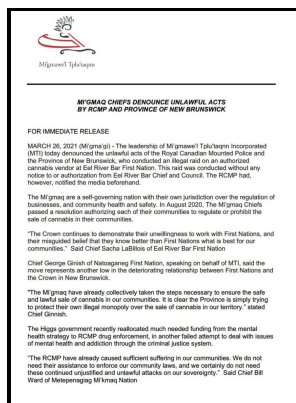 Mi'gmawe'l Tplu'taqnn
MI'GMAQ CHIEFS DENOUNCE UNLAWFUL ACTS
BY RCMP AND PROVINCE OF NEW BRUNSWICK
FOR IMMEDIATE RELEASE
MARCH 26, 2021 (Mi'gma'gi) - The leadership of Mi'gmawe'l Tplu'taqnn Incorporated
(MTI) today denounced the unlawful acts of the Royal Canadian Mounted Police and
the Province of New Brunswick, who conducted an illegal raid on an authorized
cannabis vendor at Eel River Bar First Nation. This raid was conducted without any
notice to or authorization from Eel River Bar Chief and Council. The RCMP had,
however, notified the media beforehand.
The Mi'gmaq are a self-governing nation with their own jurisdiction over the regulation of
businesses, and community health and safety. In August 2020, The Mi'gmaq Chiefs
passed a resolution authorizing each of their communities to regulate or prohibit the
sale of cannabis in their communities.
"The Crown continues to demonstrate their unwillingness to work with First Nations, and
their misguided belief that they know better than First Nations what is best for our
communities." Said Chief Sacha LaBillois of Eel River Bar First Nation
Chief George Ginish of Natoaganeg First Nation, speaking on behalf of MTI, said the
move represents another low in the deteriorating relationship between First Nations and
the Crown in New Brunswick.
"The Mi'gmaq have already collectively taken the steps necessary to ensure the safe
and lawful sale of cannabis in our communities. It is clear the Province is simply trying
to protect their own illegal monopoly over the sale of cannabis in our territory." stated
Chief Ginnish.
The Higgs government recently reallocated much needed funding from the mental
health strategy to RCMP drug enforcement, in another failed attempt to deal with issues
of mental health and addiction through the criminal justice system.
"The RCMP have already caused sufficient suffering in our communities. We do not
need their assistance to enforce our community laws, and we certainly do not need
these continued unjustified and unlawful attacks on our sovereignty." Said Chief Bill
Ward of Metepenagiag Mi'kmaq Nation